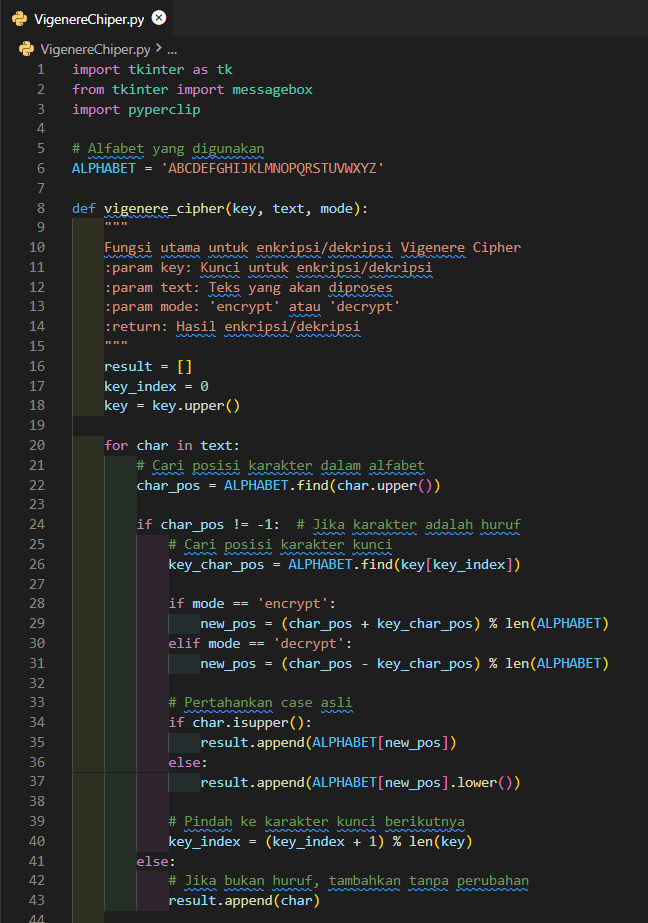 VigenereChiper.py
VigenereChiper.py > ...
1 import tkinter as tk
2 from tkinter import messagebox
3 import pyperclip
4
5 # Alfabet yang digunakan
6 ALPHABET = 'ABCDEFGHIJKLMNOPQRSTUVWXYZ'
7
8 def vigenere_cipher(key, text, mode):
9     """
10     Fungsi utama untuk enkripsi/dekripsi Vigenere Cipher
11     :param key: Kunci untuk enkripsi/dekripsi
12     :param text: Teks yang akan diproses
13     :param mode: 'encrypt' atau 'decrypt'
14     :return: Hasil enkripsi/dekripsi
15     """
16     result = []
17     key_index = 0
18     key = key.upper()
19
20     for char in text:
21         # Cari posisi karakter dalam alfabet
22         char_pos = ALPHABET.find(char.upper())
23
24         if char_pos != -1:  # Jika karakter adalah huruf
25             # Cari posisi karakter kunci
26             key_char_pos = ALPHABET.find(key[key_index])
27
28             if mode == 'encrypt':
29                 new_pos = (char_pos + key_char_pos) % len(ALPHABET)
30             elif mode == 'decrypt':
31                 new_pos = (char_pos - key_char_pos) % len(ALPHABET)
32
33             # Pertahankan case asli
34             if char.isupper():
35                 result.append(ALPHABET[new_pos])
36             else:
37                 result.append(ALPHABET[new_pos].lower())
38
39             # Pindah ke karakter kunci berikutnya
40             key_index = (key_index + 1) % len(key)
41         else:
42             # Jika bukan huruf, tambahkan tanpa perubahan
43             result.append(char)
44